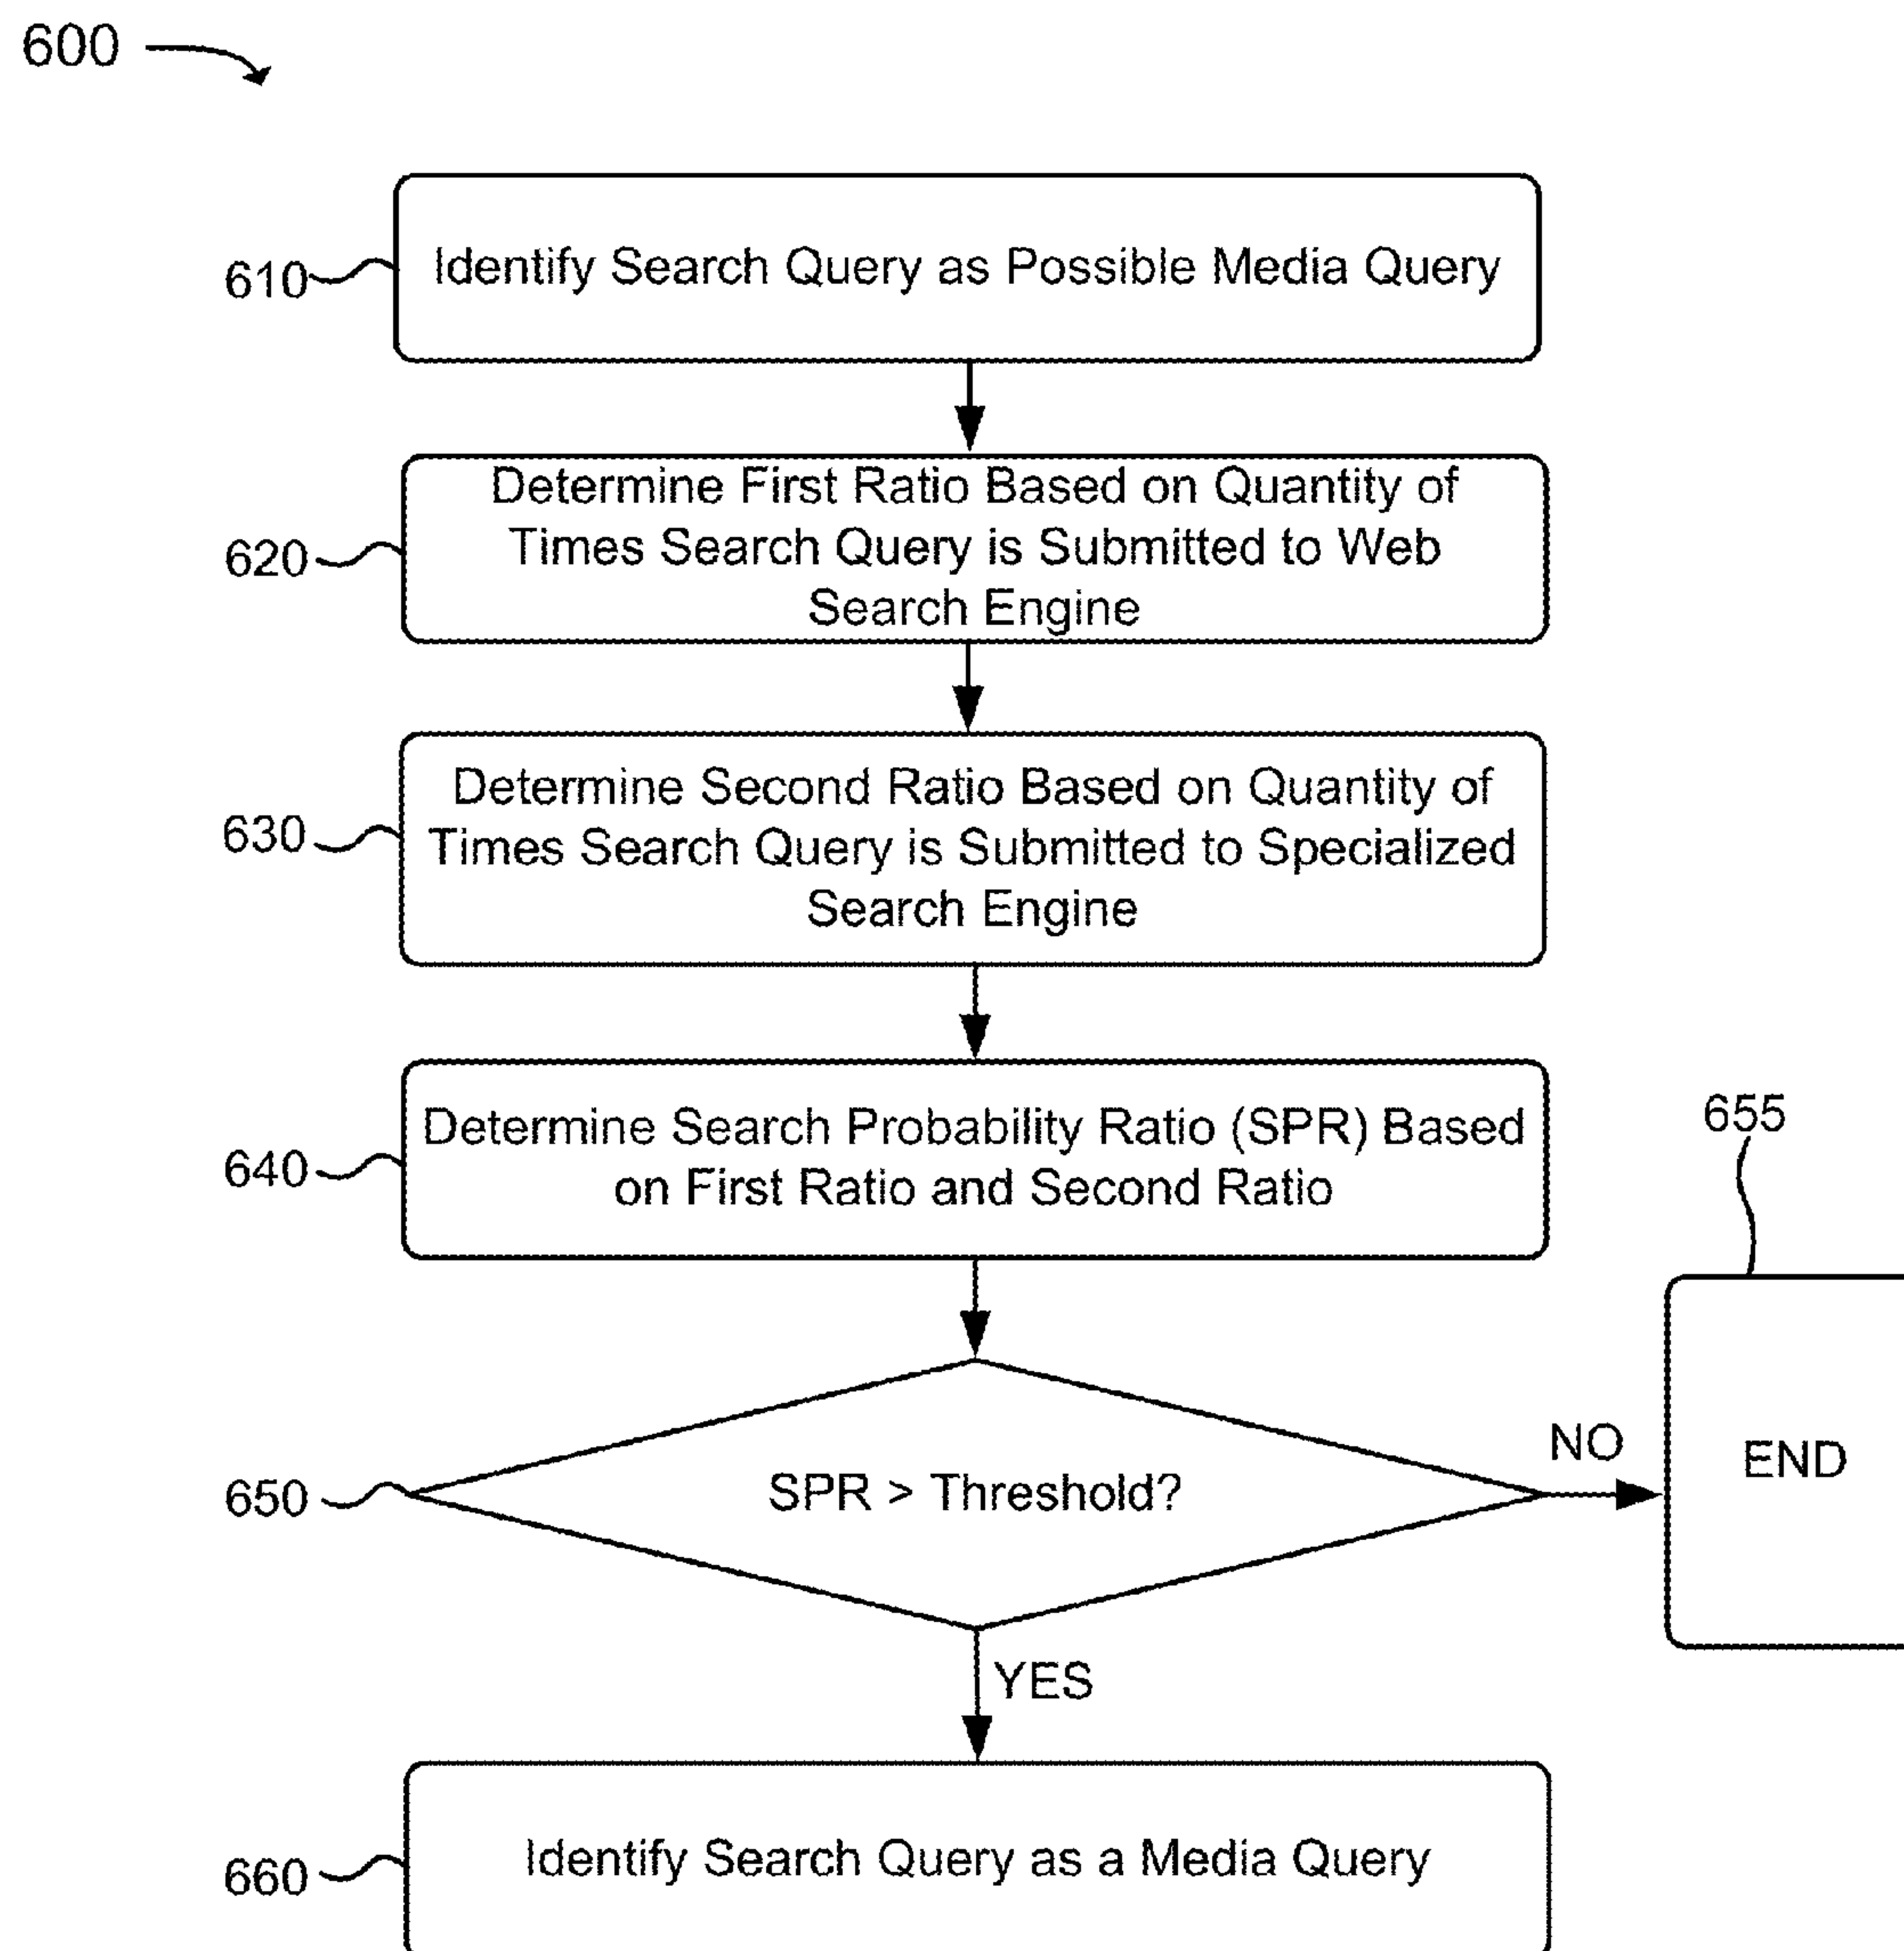 600
610
Identify Search Query as Possible Media Query
620
Determine First Ratio Based on Quantity of
Times Search Query is Submitted to Web
Search Engine
630
Determine Second Ratio Based on Quantity of
Times Search Query is Submitted to Specialized
Search Engine
640
Determine Search Probability Ratio (SPR) Based
on First Ratio and Second Ratio
655
650
SPR > Threshold?
NO
END
YES
660
Identify Search Query as a Media Query